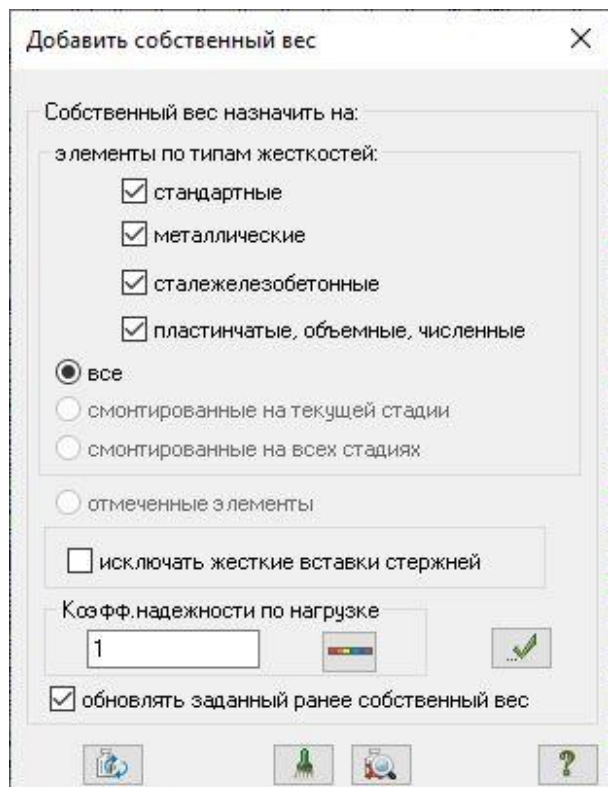 Добавить собственный вес
Собственный вес назначить на:
элементы по типам жесткостей:
стандартные
металлические
сталежелезобетонные
пластинчатые, объемные, численные
все
смонтированные на текущей стадии
смонтированные на всех стадиях
отмеченные элементы
исключать жесткие вставки стержней
Коэфф.надежности по нагрузке
1
обновлять заданный ранее собственный вес
?